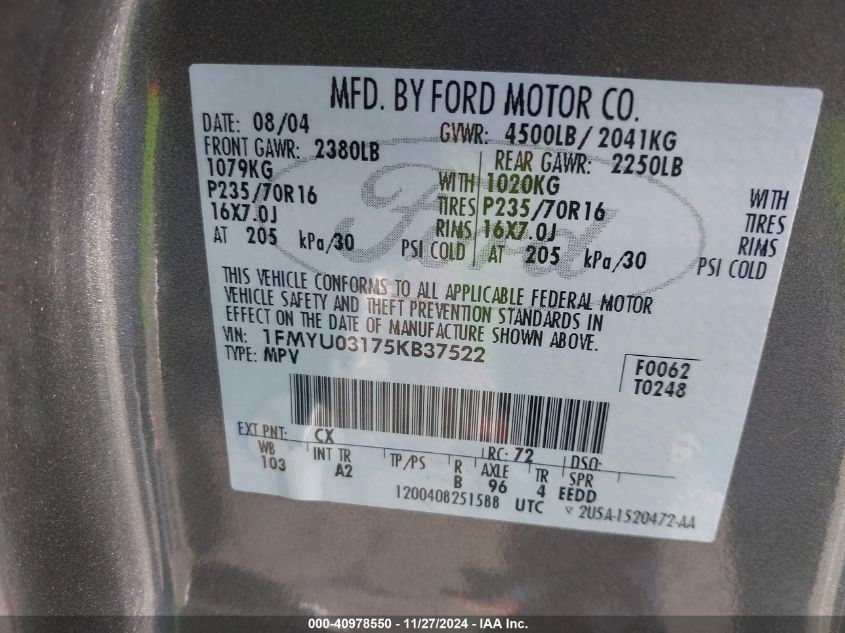 MFD. BY FORD MOTOR CO.
DATE: 08/04 GVWR: 4500LB/ 2041KG
FRONT GAWR: 2380LB REAR GAWR: 2250LB
1079KG WITH 1020KG WITH
P235/70R16 TIRES P235/70R16 TIRES
16X7.0J RIMS 16X7.0J RIMS
AT 205 kPa/30 PSI COLD AT 205 kPa/30 PSI COLD
Ford
THIS VEHICLE CONFORMS TO ALL APPLICABLE FEDERAL MOTOR
VEHICLE SAFETY AND THEFT PREVENTION STANDARDS IN
EFFECT ON THE DATE OF MANUFACTURE SHOWN ABOVE.
VIN: 1FMYU03175KB37522
TYPE: MPV
F0062
T0248
EXT PNT: CX RC: 72 DSO:
WB INT TR TP/PS R AXLE TR SPR
103 A2 B 96 4 EEDD
1200408251588 UTC ▽ 2U5A-1520472-AA
000-40978550 - 11/27/2024 - IAA Inc.